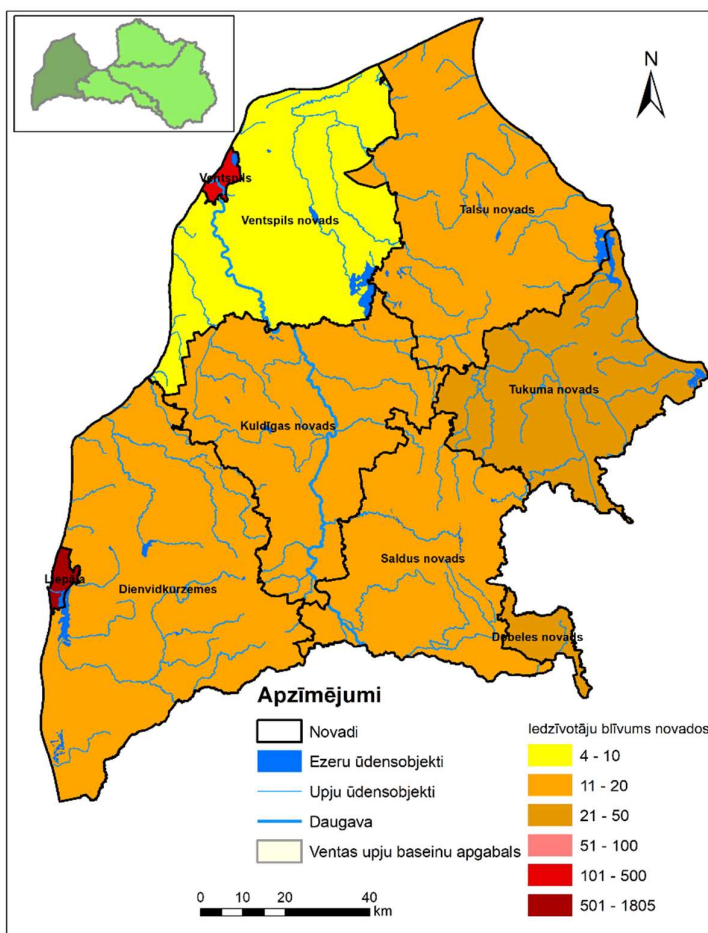 N
Ventspils
Ventspils novads
Talsu novads
Tukuma novads
Kuldīgas novads
Saldus novads
Liepāja
Dienvidkurzemes
Dobeles novads
Apzīmējumi
Novadi
Ezeru ūdensobjekti
Upju ūdensobjekti
Daugava
Ventas upju baseinu apgabals
Iedzīvotāju blīvums novados
4 - 10
11 - 20
21 - 50
51 - 100
101 - 500
501 - 1805
0 10 20 40
km